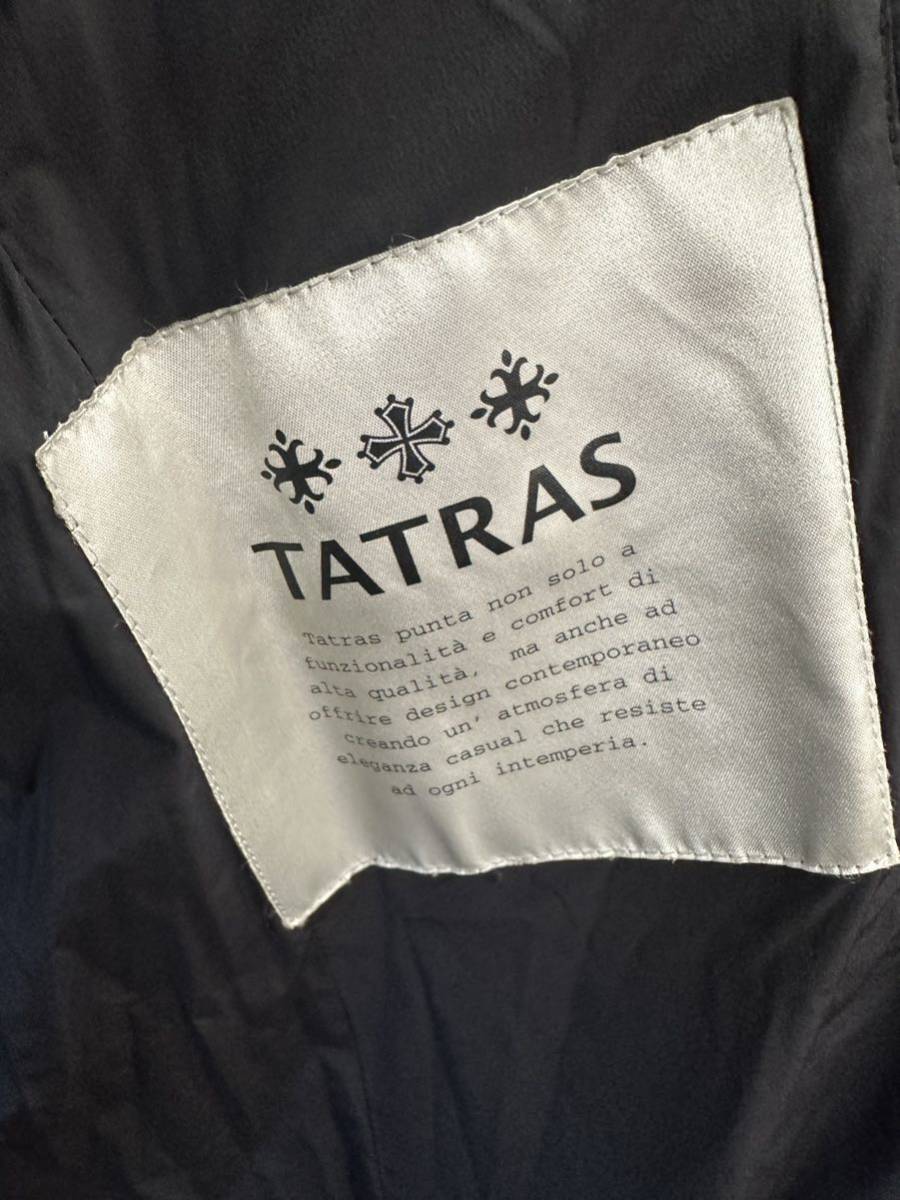 TATRAS
Tatras punta non solo a
funzionalità e comfort di
alta qualità, ma anche ad
offrire design contemporaneo
creando un' atmosfera di
eleganza casual che resiste
ad ogni intemperia.